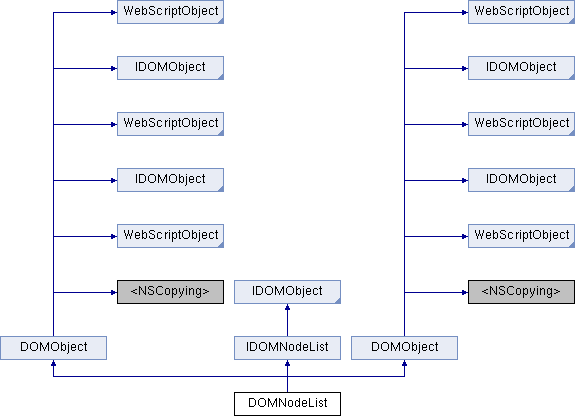 WebScriptObject WebScriptObject
IDOMObject IDOMObject
WebScriptObject WebScriptObject
IDOMObject IDOMObject
WebScriptObject WebScriptObject
<NSCopying> IDOMObject <NSCopying>
DOMObject IDOMNodeList DOMObject
DOMNodeList